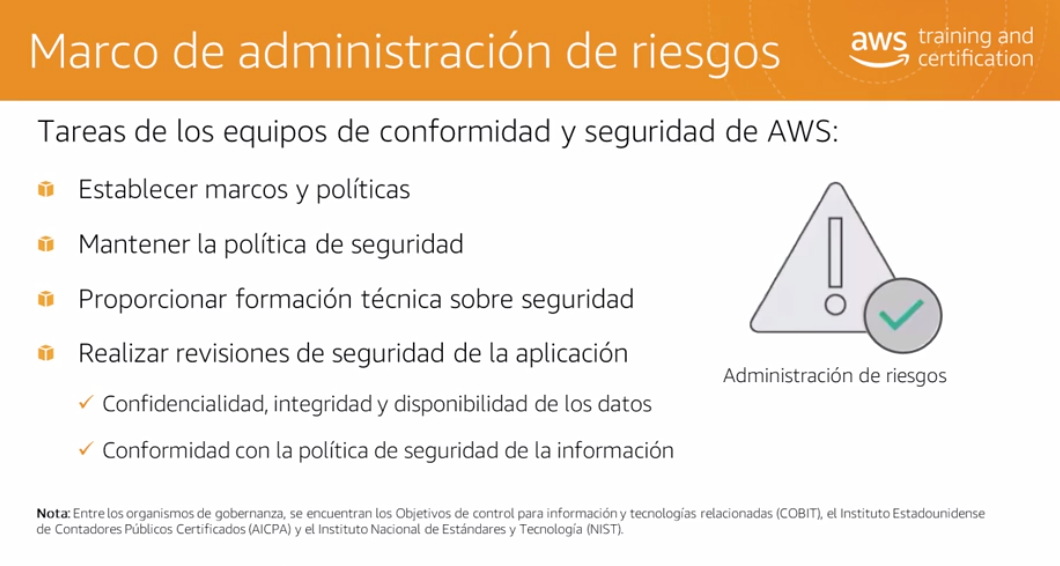 Marco de administración de riesgos
aws training and
certification
Tareas de los equipos de conformidad y seguridad de AWS:
Establecer marcos y políticas
Mantener la política de seguridad
Proporcionar formación técnica sobre seguridad
Realizar revisiones de seguridad de la aplicación
Confidencialidad, integridad y disponibilidad de los datos
Conformidad con la política de seguridad de la información
Administración de riesgos
Nota: Entre los organismos de gobernanza, se encuentran los Objetivos de control para información y tecnologías relacionadas (COBIT), el Instituto Estadounidense
de Contadores Públicos Certificados (AICPA) y el Instituto Nacional de Estándares y Tecnología (NIST).